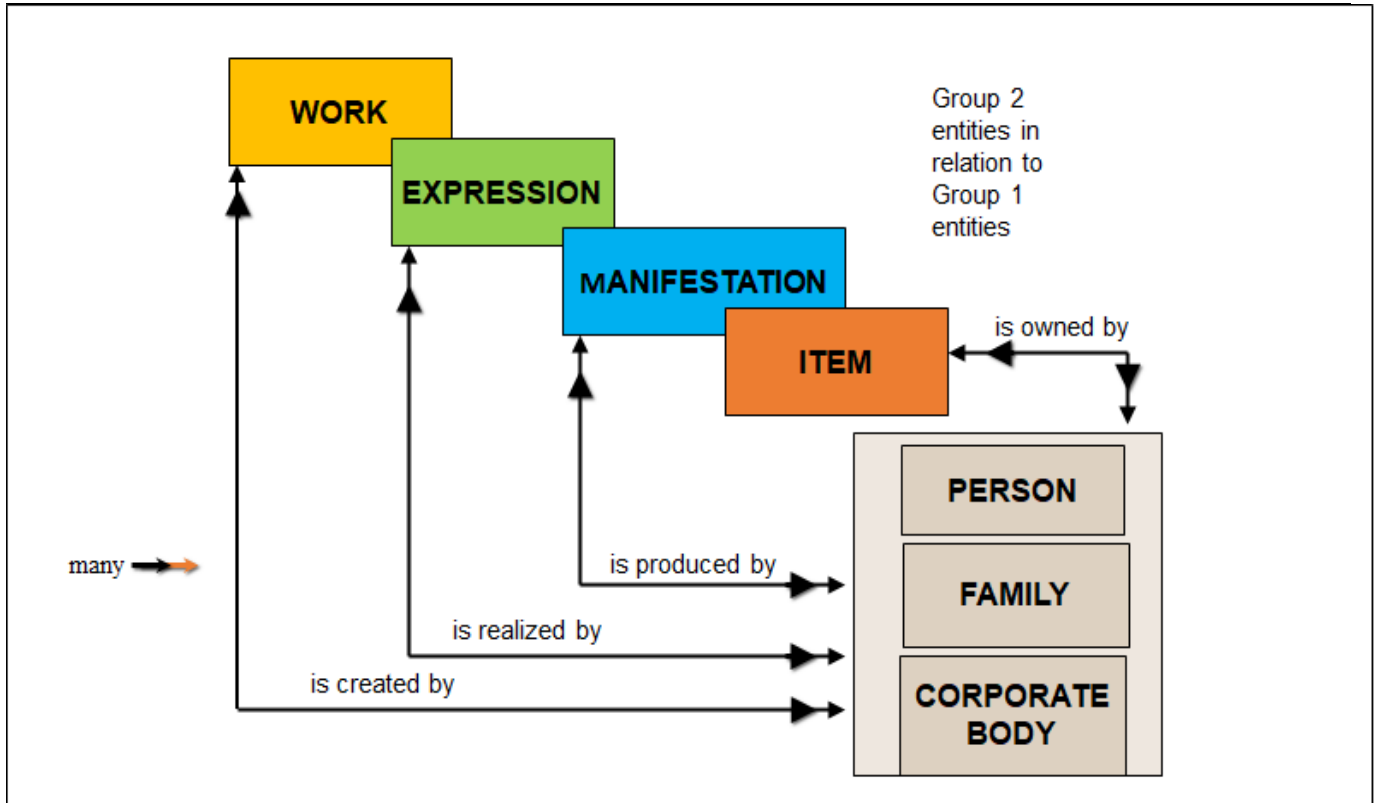 WORK
Group 2
entities in
relation to
Group 1
entities
EXPRESSION
MANIFESTATION
is owned by
ITEM
PERSON
many
is produced by
FAMILY
is realized by
is created by
CORPORATE
BODY